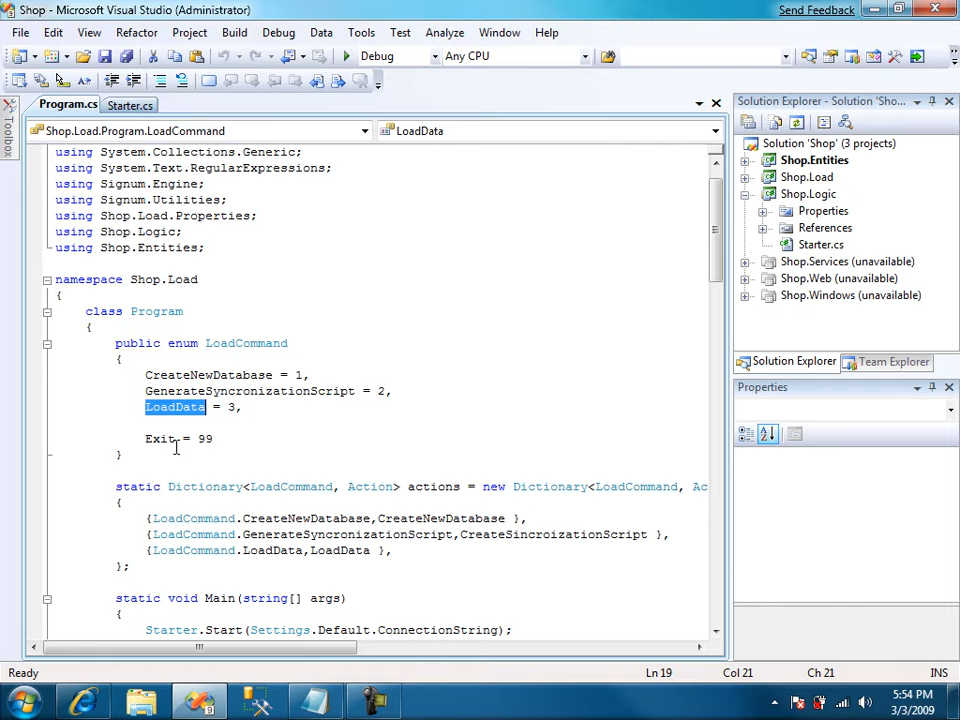 Shop - Microsoft Visual Studio (Administrator)
Send Feedback
File Edit View Refactor Project Build Debug Data Tools Test Analyze Window Help
Debug Any CPU
Program.cs Starter.cs
Toolbox
Shop.Load.Program.LoadCommand LoadData
using System.Collections.Generic;
using System.Text.RegularExpressions;
using Signum.Engine;
using Signum.Utilities;
using Shop.Load.Properties;
using Shop.Logic;
using Shop.Entities;
namespace Shop.Load
{
class Program
{
public enum LoadCommand
{
CreateNewDatabase = 1,
GenerateSyncronizationScript = 2,
LoadData = 3,
Exit = 99
}
static Dictionary<LoadCommand, Action> actions = new Dictionary<LoadCommand, Ac
{
{LoadCommand.CreateNewDatabase,CreateNewDatabase },
{LoadCommand.GenerateSyncronizationScript,CreateSincroizationScript },
{LoadCommand.LoadData,LoadData },
};
static void Main(string[] args)
{
Starter.Start(Settings.Default.ConnectionString);
Solution Explorer - Solution 'Sho...
Solution 'Shop' (3 projects)
Shop.Entities
Shop.Load
Shop.Logic
Properties
References
Starter.cs
Shop.Services (unavailable)
Shop.Web (unavailable)
Shop.Windows (unavailable)
Solution Explorer Team Explorer
Properties
Ready Ln 19 Col 21 Ch 21 INS
5:54 PM
3/3/2009